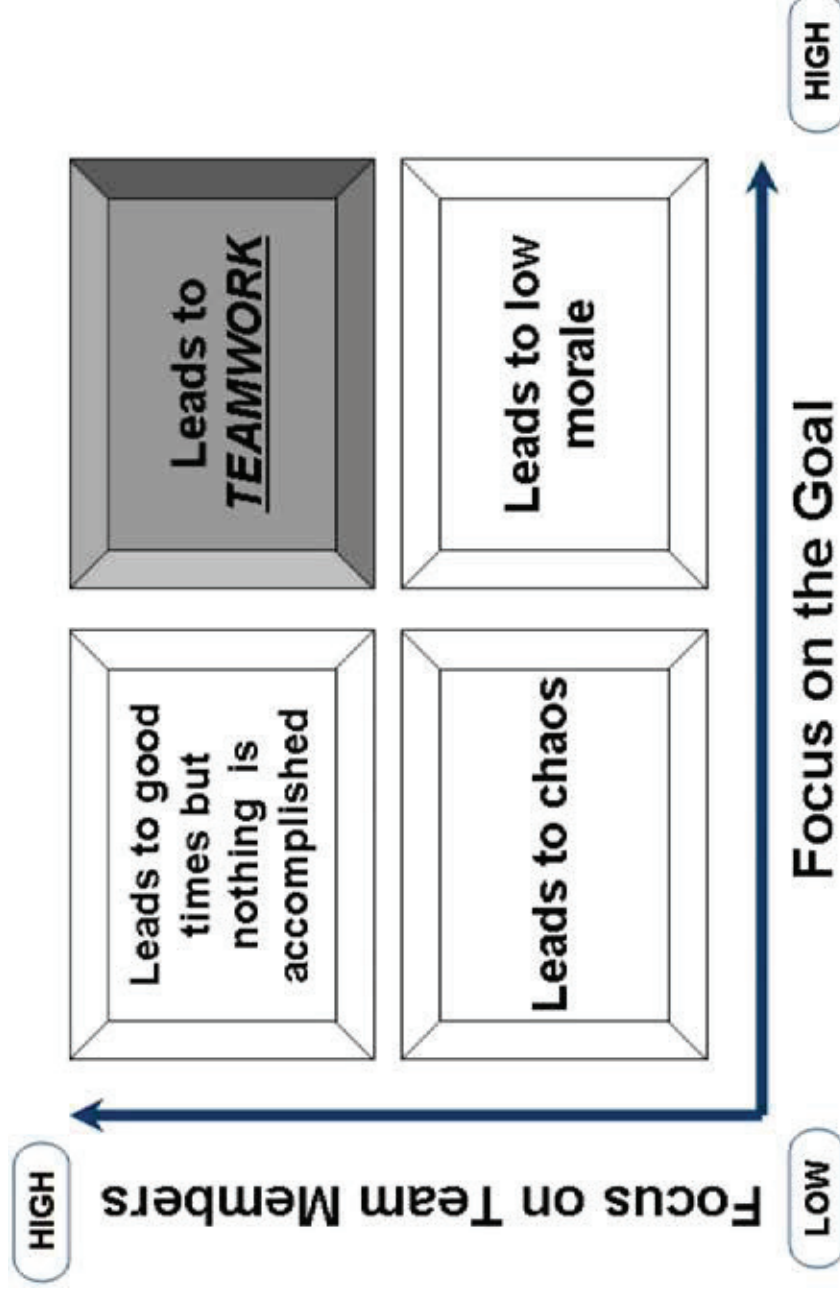 HIGH
Focus on Team Members
LOW
Leads to good
times but
nothing is
accomplished
Leads to
TEAMWORK
Leads to chaos
Leads to low
morale
Focus on the Goal
HIGH